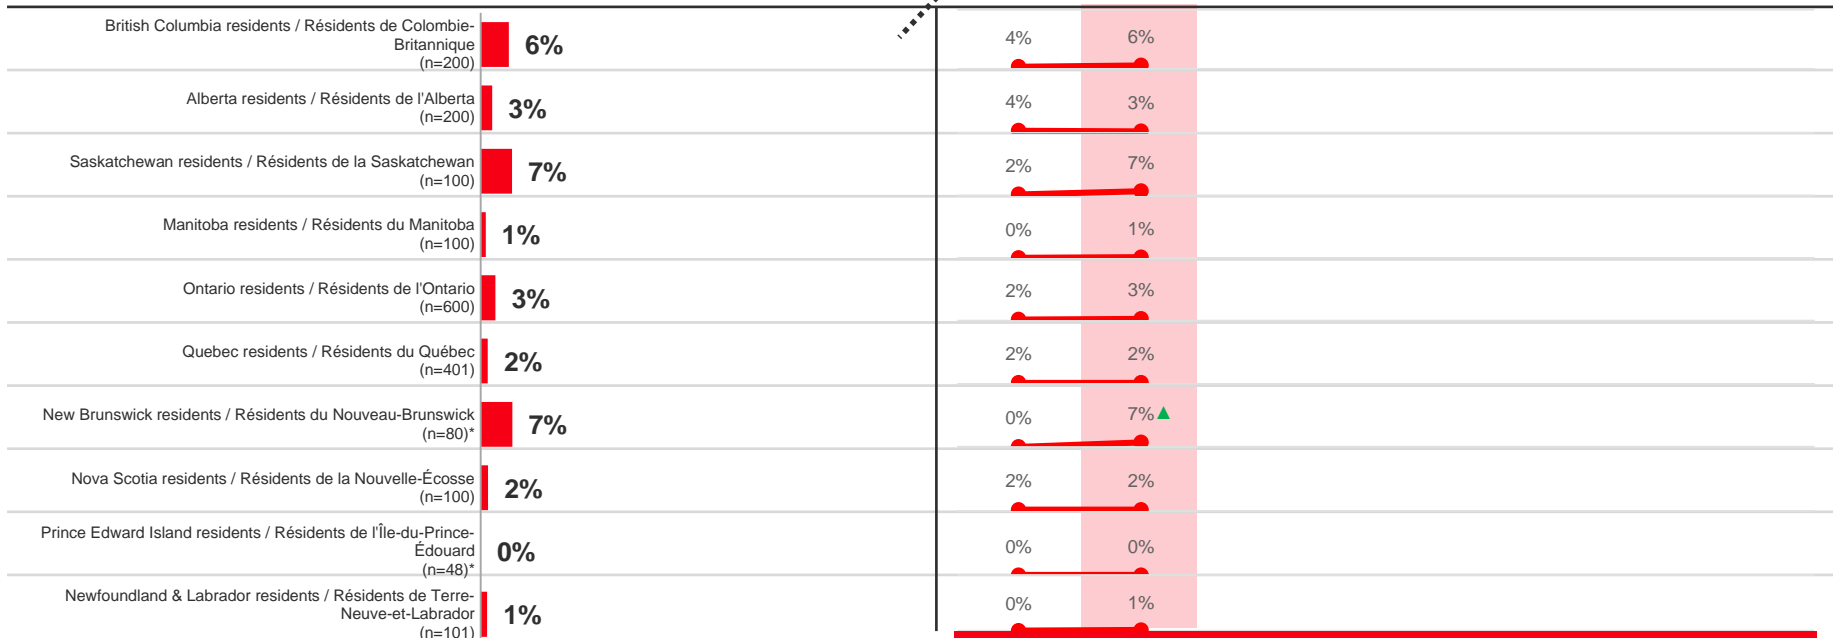 British Columbia residents / Résidents de Colombie-
Britannique
(n=200)
6%
4%
6%
Alberta residents / Résidents de l'Alberta
(n=200)
3%
4%
3%
Saskatchewan residents / Résidents de la Saskatchewan
(n=100)
7%
2%
7%
Manitoba residents / Résidents du Manitoba
(n=100)
1%
0%
1%
Ontario residents / Résidents de l'Ontario
(n=600)
3%
2%
3%
Quebec residents / Résidents du Québec
(n=401)
2%
2%
2%
New Brunswick residents / Résidents du Nouveau-Brunswick
(n=80)*
7%
0%
7%▲
Nova Scotia residents / Résidents de la Nouvelle-Écosse
(n=100)
2%
2%
2%
Prince Edward Island residents / Résidents de l'Île-du-Prince-
Édouard
(n=48)*
0%
0%
0%
Newfoundland & Labrador residents / Résidents de Terre-
Neuve-et-Labrador
(n=101)
1%
0%
1%